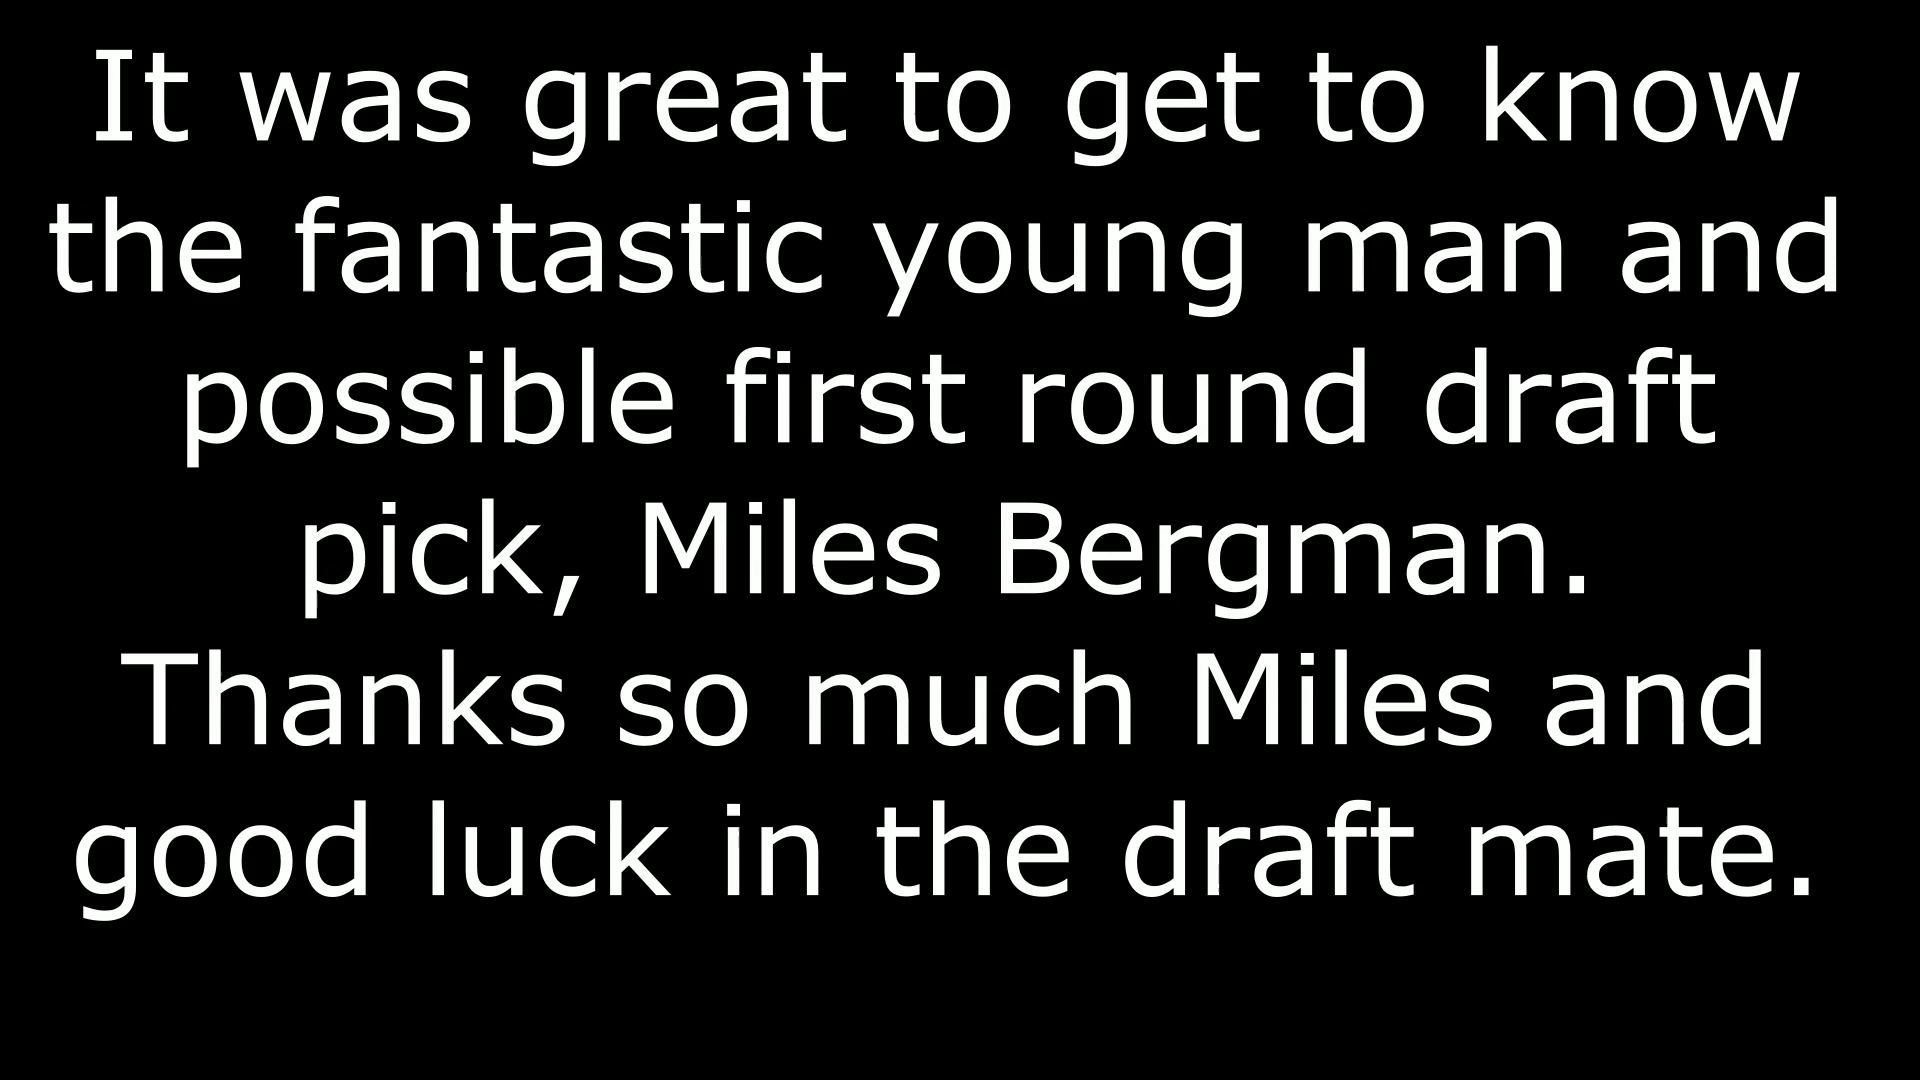 It was great to get to know
the fantastic young man and
possible first round draft
pick, Miles Bergman.
Thanks so much Miles and
good luck in the draft mate.